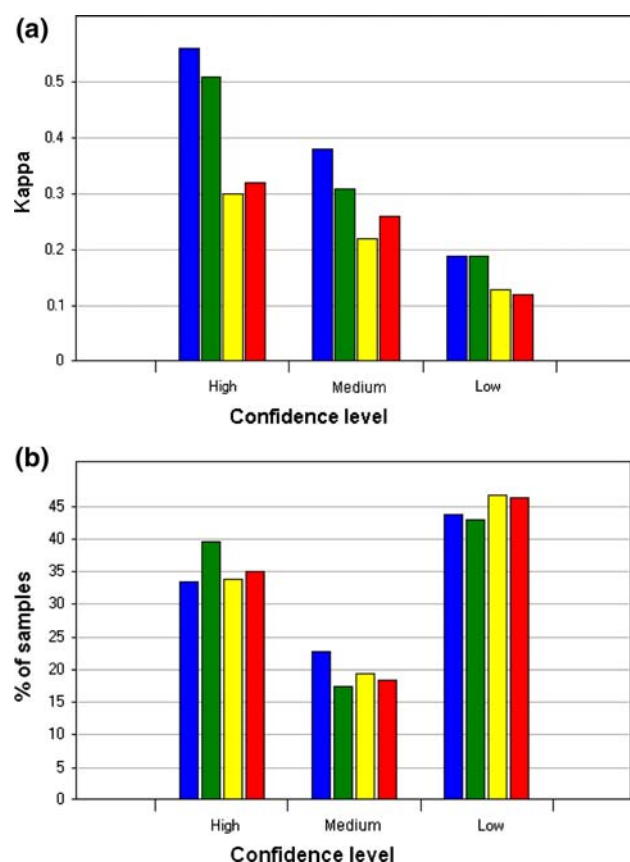 (a)
Kappa
0.5
0.4
0.3
0.2
0.1
0
High Medium Low
Confidence level
(b)
% of samples
45
40
35
30
25
20
15
10
5
0
High Medium Low
Confidence level